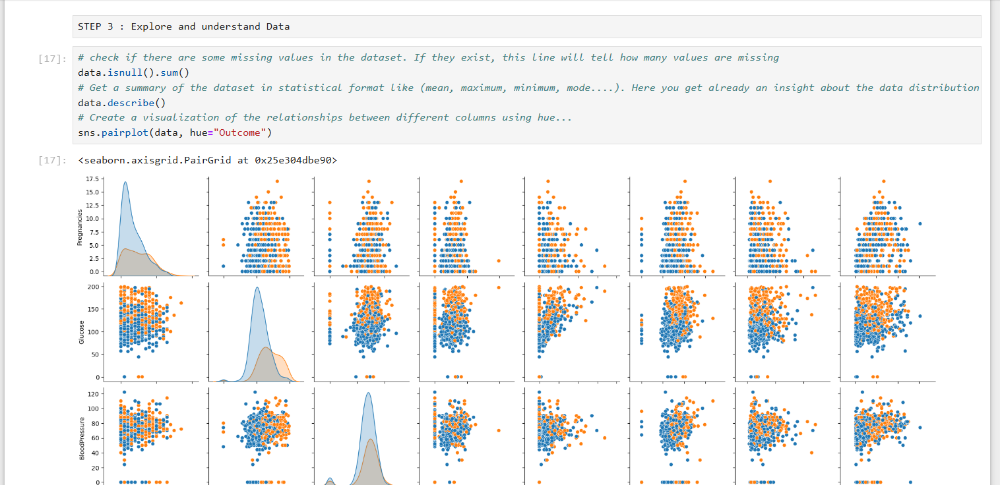 STEP 3 : Explore and understand Data
[17]:
# check if there are some missing values in the dataset. If they exist, this line will tell how many values are missing
data.isnull().sum()
# Get a summary of the dataset in statistical format like (mean, maximum, minimum, mode....). Here you get already an insight about the data distribution
data.describe()
# Create a visualization of the relationships between different columns using hue...
sns.pairplot(data, hue="Outcome")
[17]: <seaborn.axisgrid.PairGrid at 0x25e304dbe90>
17.5
15.0
12.5
10.0
7.5
5.0
2.5
0.0
Pregnancies
200
150
100
50
0
Glucose
120
100
80
60
40
20
0
BloodPressure